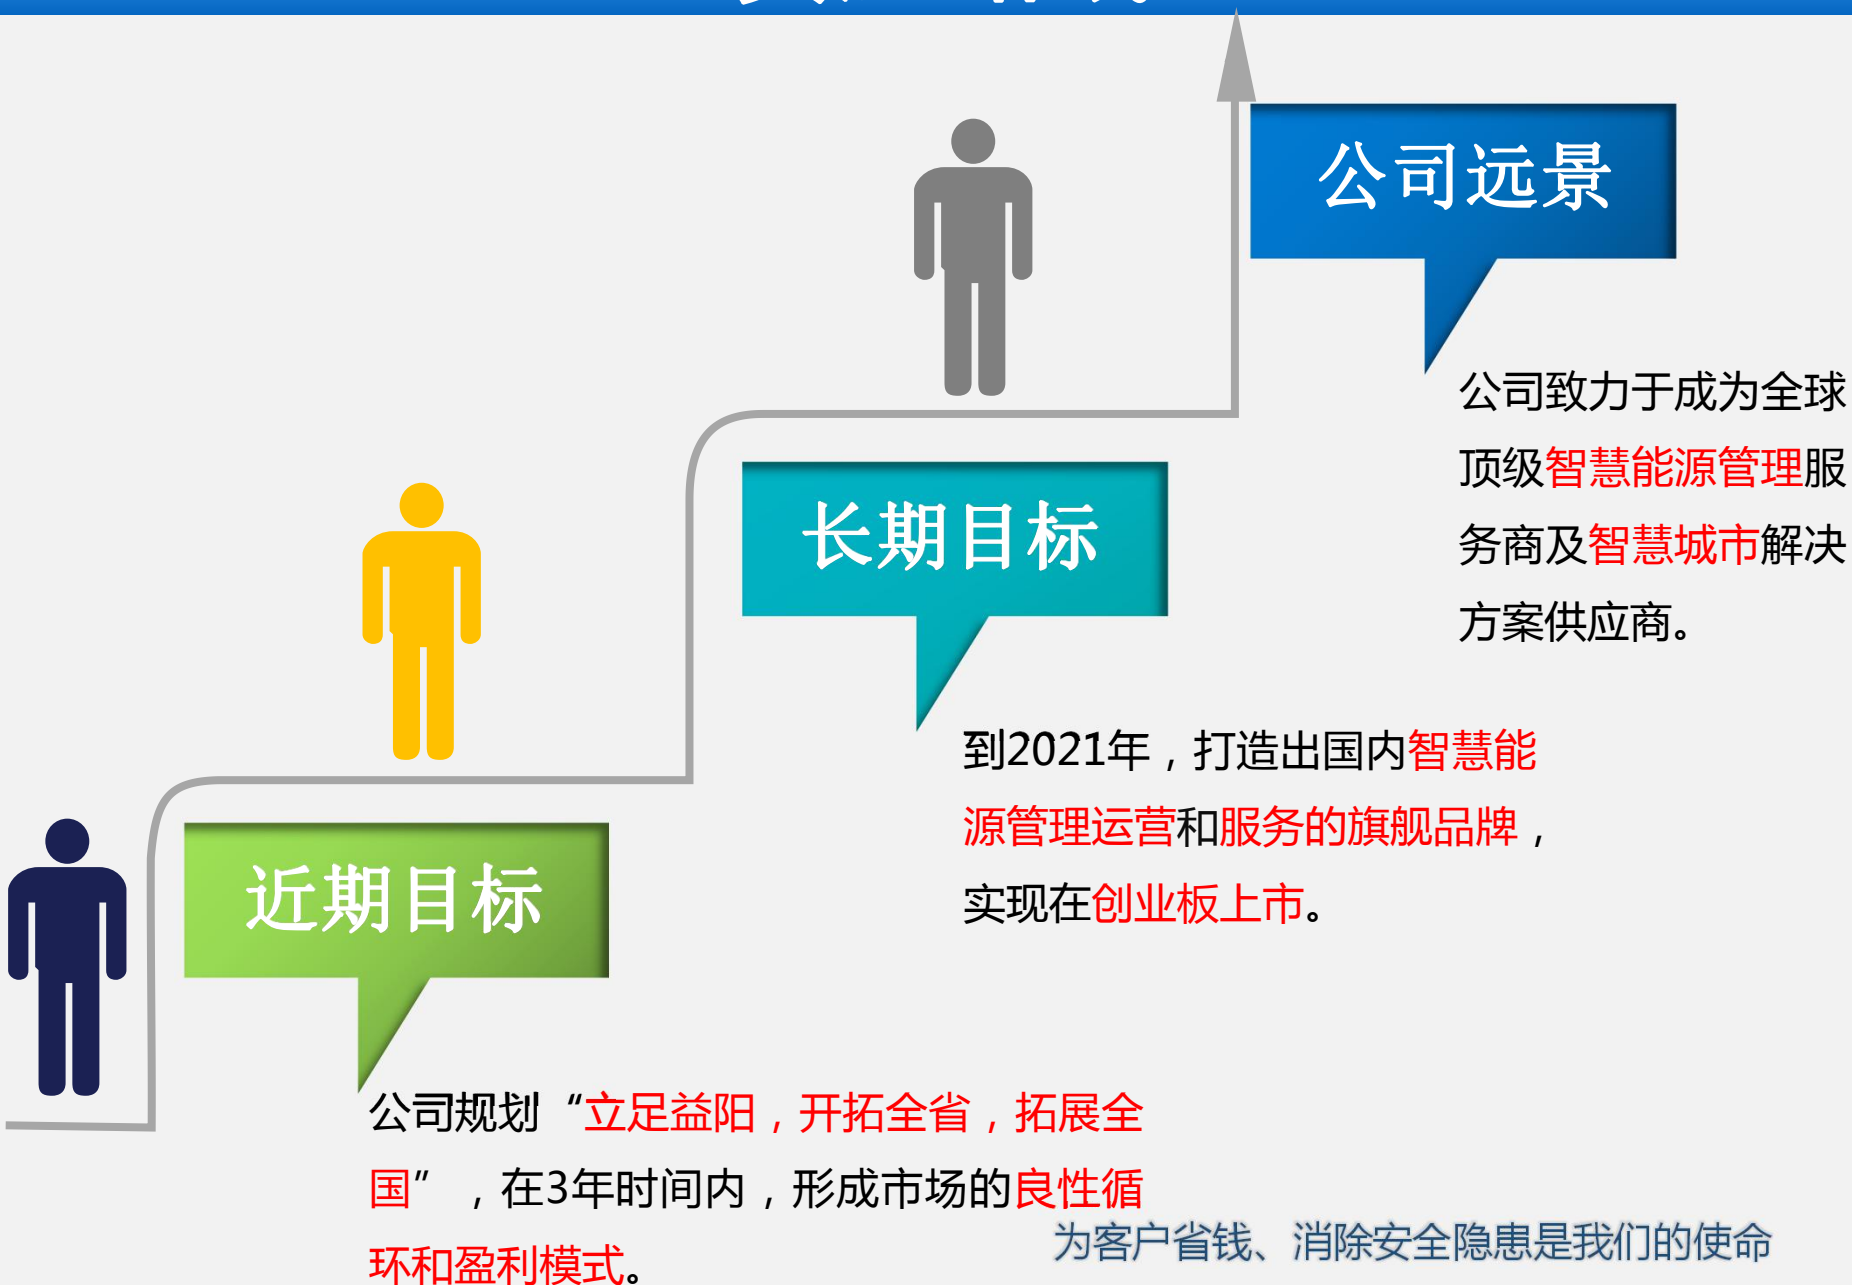 公司远景
公司致力于成为全球
顶级智慧能源管理服
务商及智慧城市解决
方案供应商。
长期目标
到2021年，打造出国内智慧能
源管理运营和服务的旗舰品牌，
实现在创业板上市。
近期目标
公司规划“立足益阳，开拓全省，拓展全
国”，在3年时间内，形成市场的良性循
环和盈利模式。
为客户省钱、消除安全隐患是我们的使命